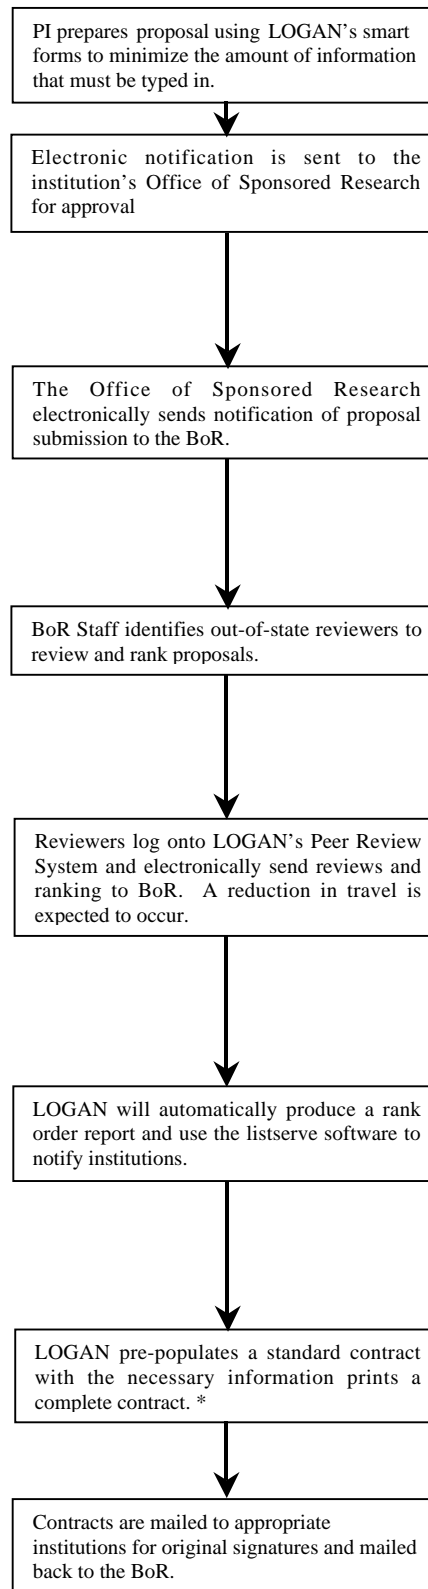 PI prepares proposal using LOGAN's smart
forms to minimize the amount of information
that must be typed in.
Electronic notification is sent to the
institution's Office of Sponsored Research
for approval
The Office of Sponsored Research
electronically sends notification of proposal
submission to the BoR.
BoR Staff identifies out-of-state reviewers to
review and rank proposals.
Reviewers log onto LOGAN's Peer Review
System and electronically send reviews and
ranking to BoR. A reduction in travel is
expected to occur.
LOGAN will automatically produce a rank
order report and use the listserve software to
notify institutions.
LOGAN pre-populates a standard contract
with the necessary information prints a
complete contract. *
Contracts are mailed to appropriate
institutions for original signatures and mailed
back to the BoR.